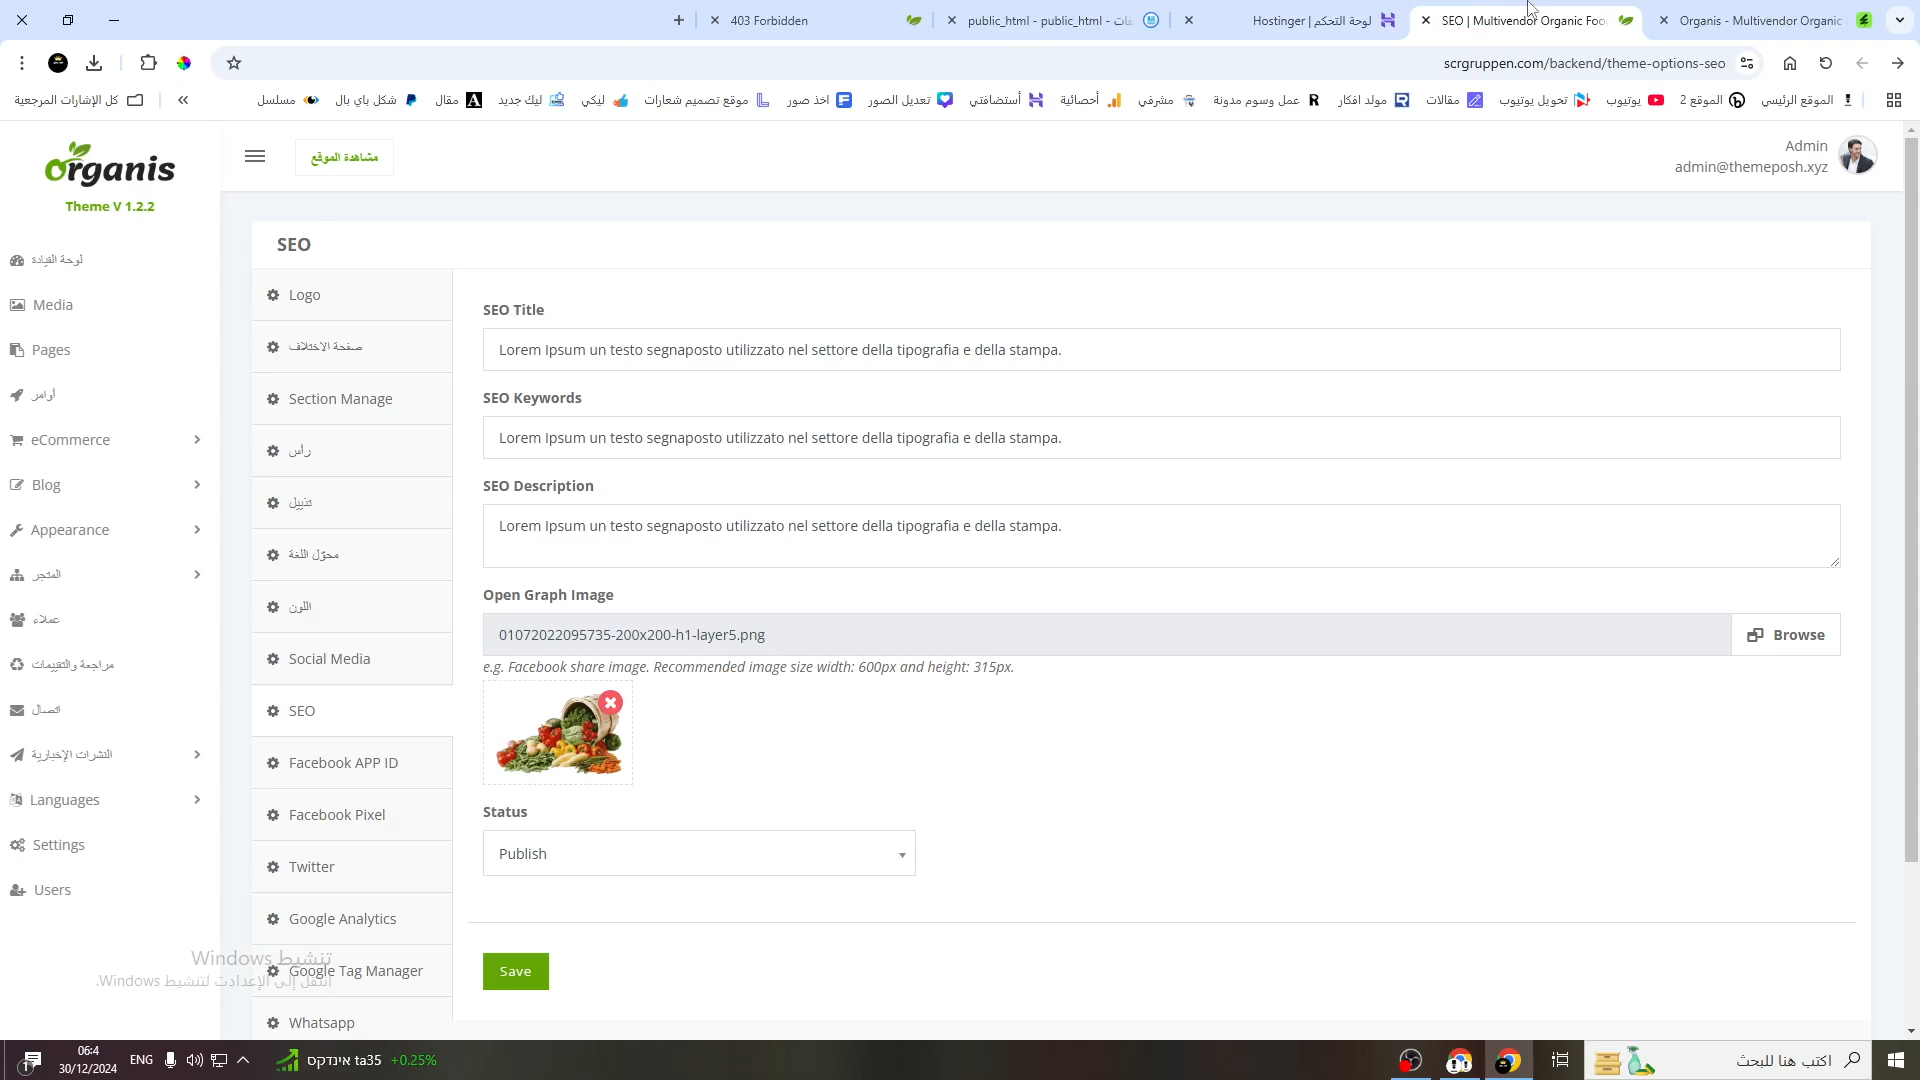 403 Forbidden
public_html - public_html - تفات
لوحة التحكم | Hostinger
SEO | Multivendor Organic Food
Organis - Multivendor Organic
scrgruppen.com/backend/theme-options-seo
كل الإشارات المرجعية
مسلسل
شكل باي بال
مقال
ليك جديد
ليكي
موقع تصميم شعارات
اخذ صور
تعديل الصور
أستضافتي
أحصائية
مشرفي
عمل وسوم مدونة
مولد افكار
مقالات
تحويل يوتيوب
يوتيوب
الموقع 2
الموقع الرئيسي
organis
Theme V 1.2.2
مشاهدة الموقع
Admin
admin@themeposh.xyz
لوحة القيادة
Media
Pages
أوامر
eCommerce
Blog
Appearance
المتجر
عملاء
مراجعة والتقييمات
اتصال
النشرات الإخبارية
Languages
Settings
Users
SEO
Logo
صفحة الاختلاف
Section Manage
رأس
تذييل
محوّل اللغة
اللون
Social Media
SEO
Facebook APP ID
Facebook Pixel
Twitter
Google Analytics
Google Tag Manager
Whatsapp
SEO Title
Lorem Ipsum un testo segnaposto utilizzato nel settore della tipografia e della stampa.
SEO Keywords
Lorem Ipsum un testo segnaposto utilizzato nel settore della tipografia e della stampa.
SEO Description
Lorem Ipsum un testo segnaposto utilizzato nel settore della tipografia e della stampa.
Open Graph Image
01072022095735-200x200-h1-layer5.png
Browse
e.g. Facebook share image. Recommended image size width: 600px and height: 315px.
Status
Publish
Save
تنشيط Windows
انتقل إلى الإعدادات لتنشيط Windows.
06:4
30/12/2024
ENG
אינדקס ta35 +0.25%
اكتب هنا للبحث